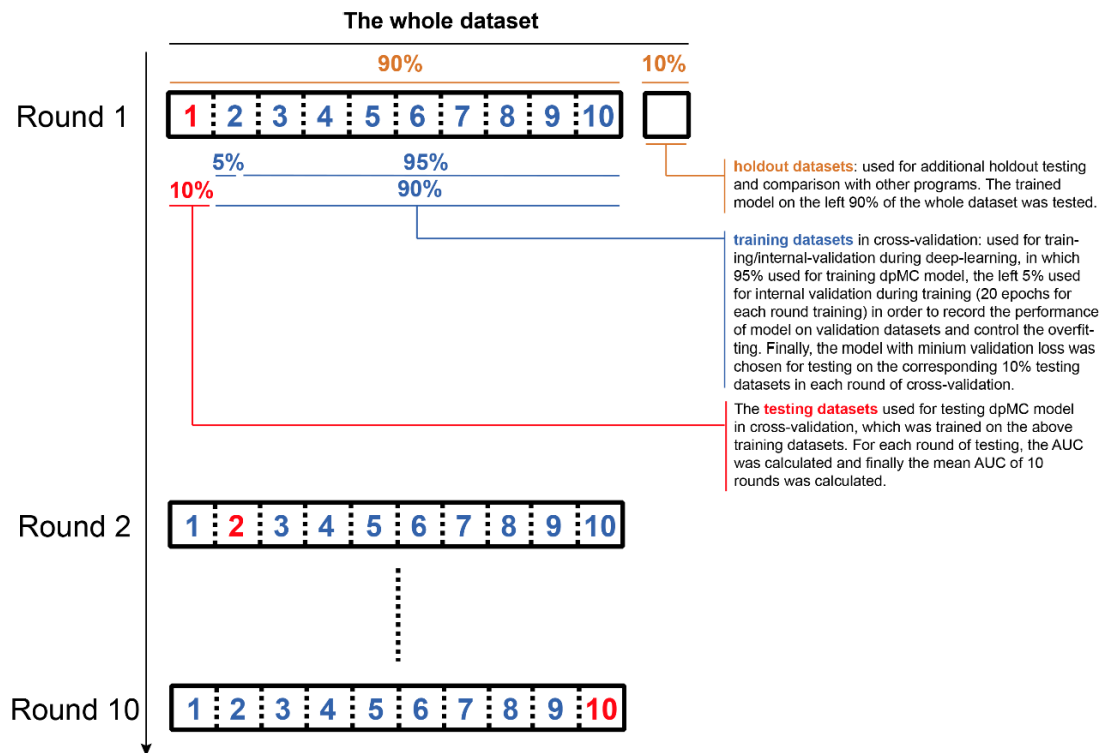 The whole dataset
90% 10%
Round 1 1 2 3 4 5 6 7 8 9 10
5% 95%
10% 90%
holdout datasets: used for additional holdout testing
and comparison with other programs. The trained
model on the left 90% of the whole dataset was tested.
training datasets in cross-validation: used for train-
ing/internal-validation during deep-learning, in which
95% used for training dpMC model, the left 5% used
for internal validation during training (20 epochs for
each round training) in order to record the performance
of model on validation datasets and control the overfit-
ting. Finally, the model with minium validation loss was
chosen for testing on the corresponding 10% testing
datasets in each round of cross-validation.
The testing datasets used for testing dpMC model
in cross-validation, which was trained on the above
training datasets. For each round of testing, the AUC
was calculated and finally the mean AUC of 10
rounds was calculated.
Round 2 1 2 3 4 5 6 7 8 9 10
Round 10 1 2 3 4 5 6 7 8 9 10